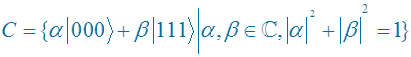 C = {α|000⟩ + β|111⟩|α, β ∈ ℂ, |α|² + |β|² = 1}